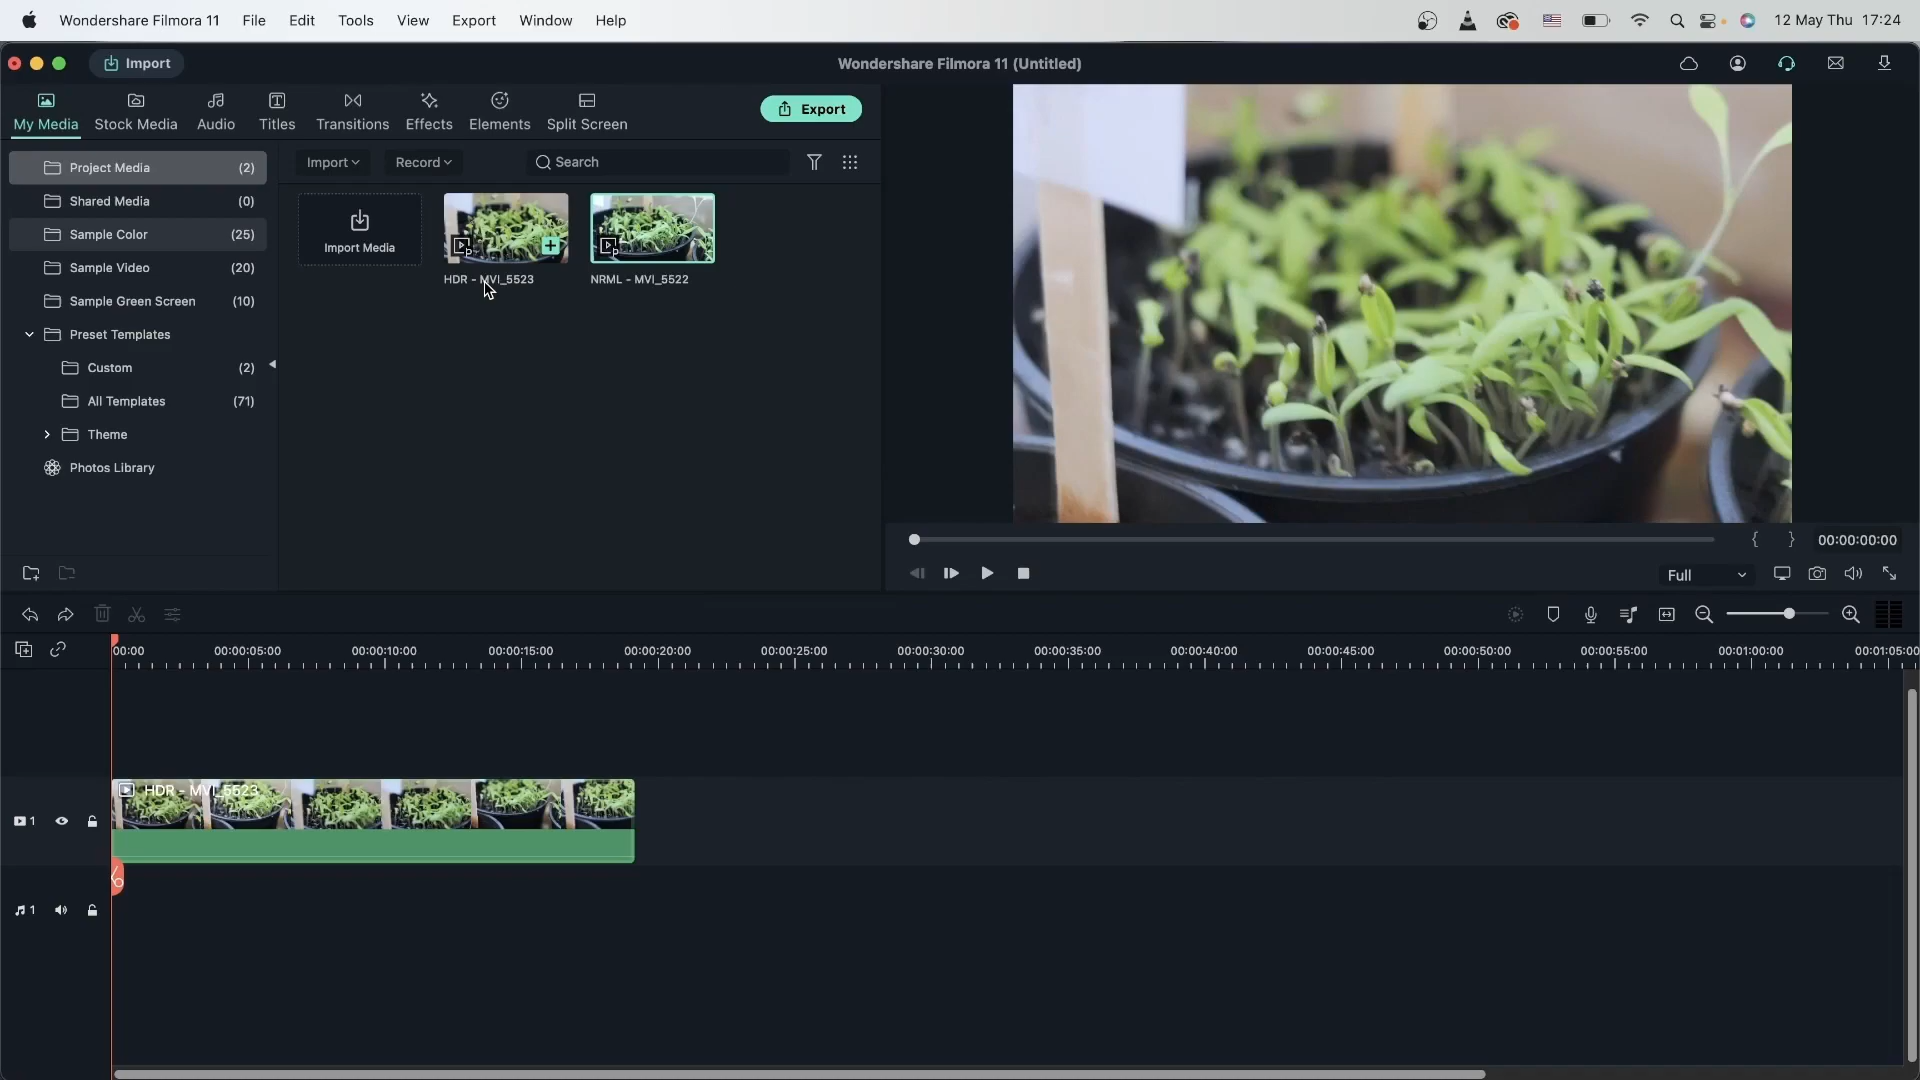 Wondershare Filmora 11 File Edit Tools View Export Window Help 12 May Thu 17:24
Import Wondershare Filmora 11 (Untitled)
My Media Stock Media Audio Titles Transitions Effects Elements Split Screen Export
Project Media (2)
Shared Media (0)
Sample Color (25)
Sample Video (20)
Sample Green Screen (10)
Preset Templates
Custom (2)
All Templates (71)
Theme
Photos Library
Import Record Search
Import Media
HDR - MVI_5523
NRML - MVI_5522
{ } 00:00:00:00
Full
00:00 00:00:05:00 00:00:10:00 00:00:15:00 00:00:20:00 00:00:25:00 00:00:30:00 00:00:35:00 00:00:40:00 00:00:45:00 00:00:50:00 00:00:55:00 00:01:00:00 00:01:05:00
HDR - MVI_5523
1
1